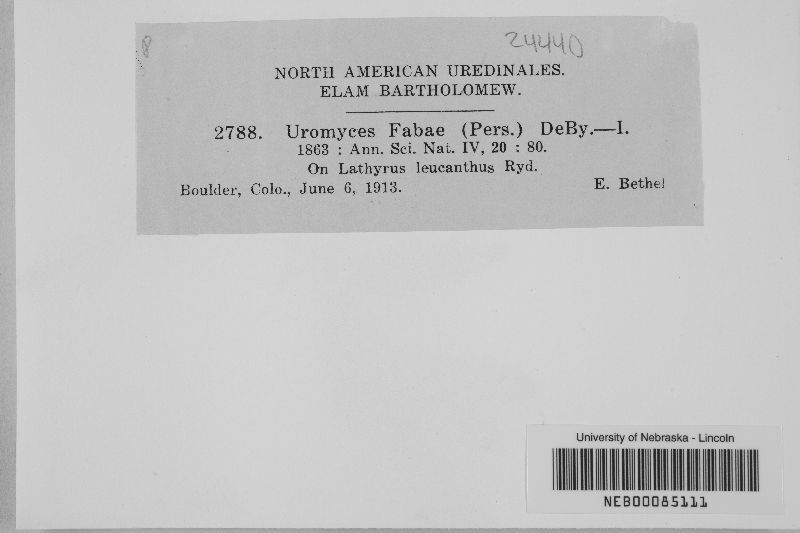 8
24440
NORTH AMERICAN UREDINALES.
ELAM BARTHOLOMEW.
2788. Uromyces Fabae (Pers.) DeBy.—I.
1863 : Ann. Sci. Nat. IV, 20 : 80.
On Lathyrus leucanthus Ryd.
Boulder, Colo., June 6, 1913. E. Bethel
University of Nebraska - Lincoln
NEB00085111